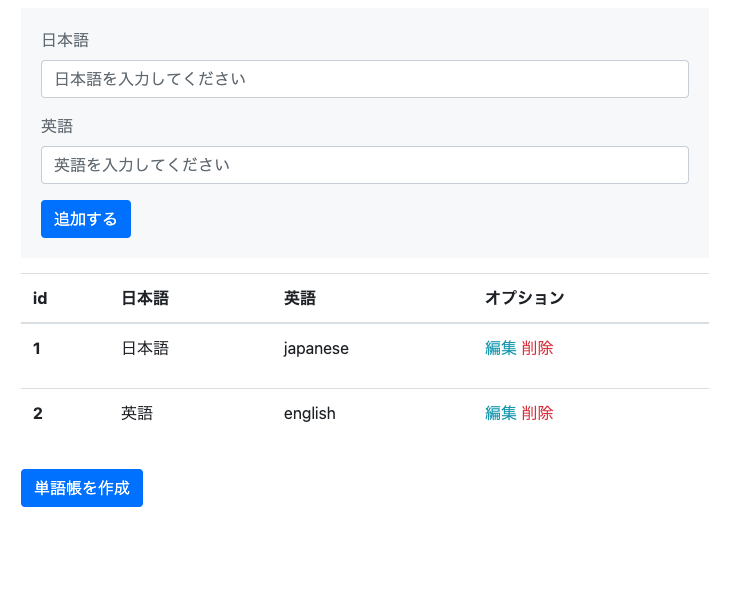 日本語
日本語を入力してください
英語
英語を入力してください
追加する
id 日本語 英語 オプション
1 日本語 japanese 編集 削除
2 英語 english 編集 削除
単語帳を作成